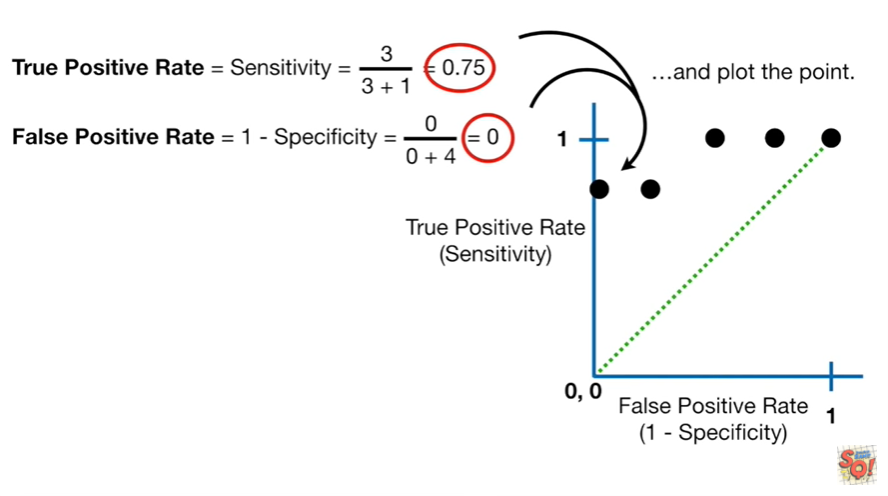 True Positive Rate = Sensitivity = 3 / 3 + 1 = 0.75
…and plot the point.
False Positive Rate = 1 - Specificity = 0 / 0 + 4 = 0
1
True Positive Rate
(Sensitivity)
0, 0
False Positive Rate
1
(1 - Specificity)
SQ!